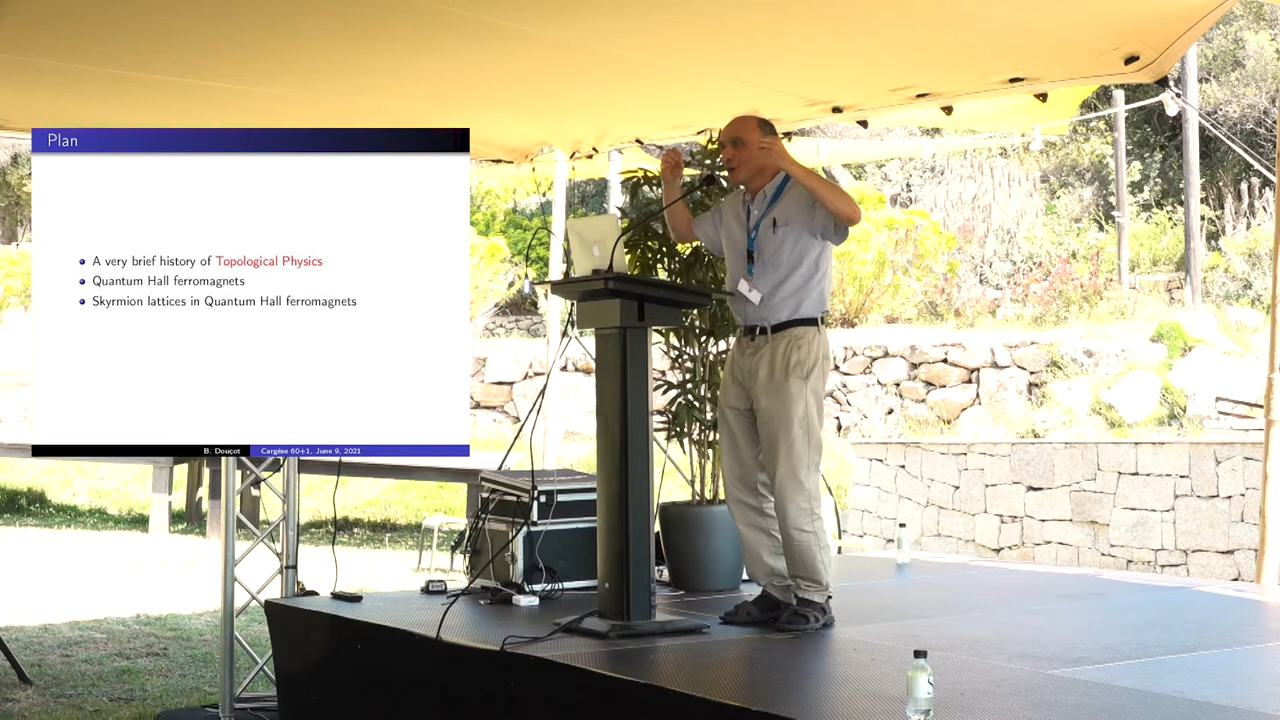 Plan
A very brief history of Topological Physics
Quantum Hall ferromagnets
Skyrmion lattices in Quantum Hall ferromagnets
B. Douçot
Cargèse 60+1, June 9, 2021